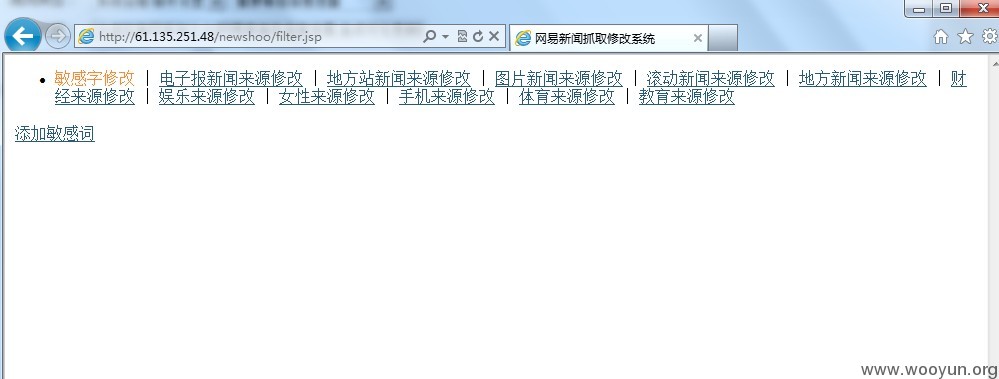 http://61.135.251.48/newshoo/filter.jsp
网易新闻抓取修改系统
敏感字修改 | 电子报新闻来源修改 | 地方站新闻来源修改 | 图片新闻来源修改 | 滚动新闻来源修改 | 地方新闻来源修改 | 财
经来源修改 | 娱乐来源修改 | 女性来源修改 | 手机来源修改 | 体育来源修改 | 教育来源修改
添加敏感词
www.wooyun.org